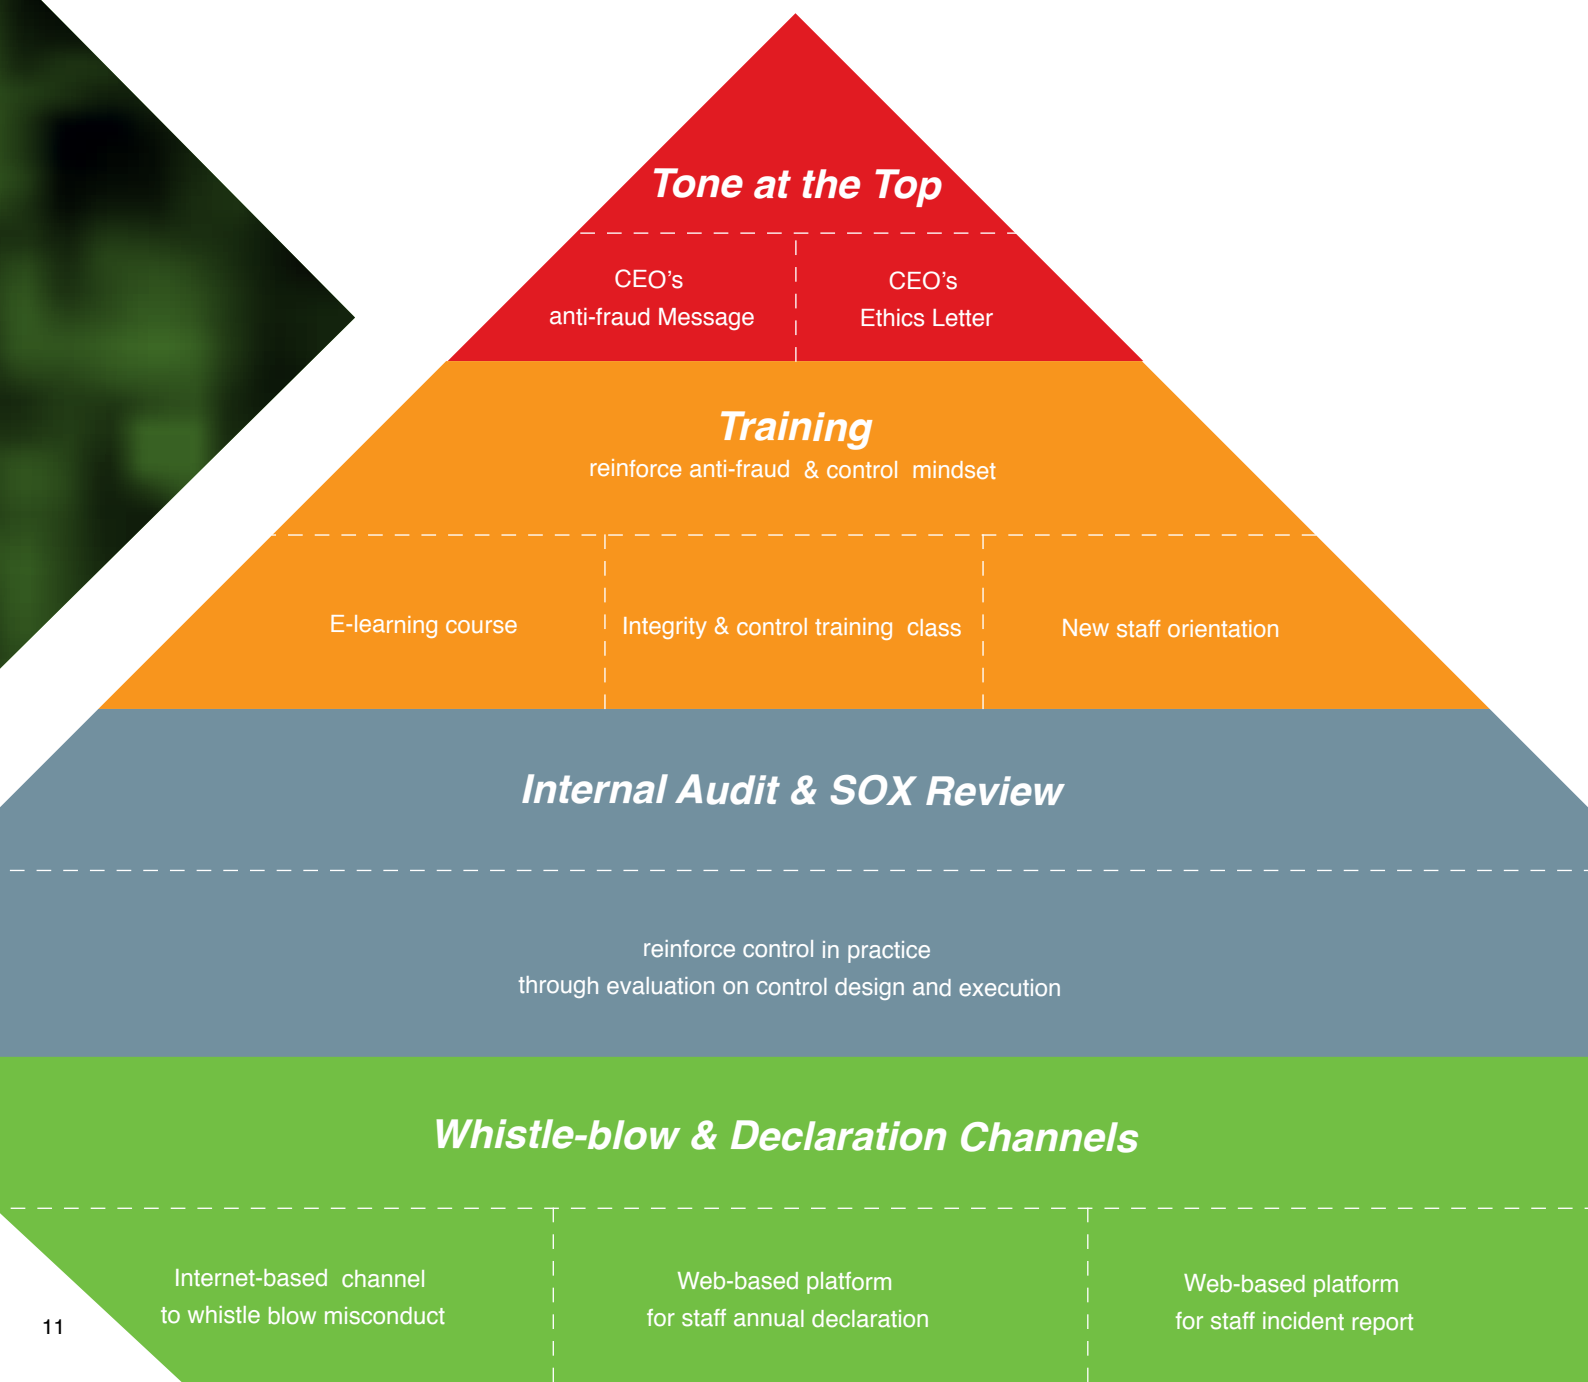 Tone at the Top
CEO’s
anti-fraud Message
CEO’s
Ethics Letter
Training
reinforce anti-fraud & control mindset
E-learning course
Integrity & control training class
New staff orientation
Internal Audit & SOX Review
reinforce control in practice
through evaluation on control design and execution
Whistle-blow & Declaration Channels
Internet-based channel
to whistle blow misconduct
Web-based platform
for staff annual declaration
Web-based platform
for staff incident report
11